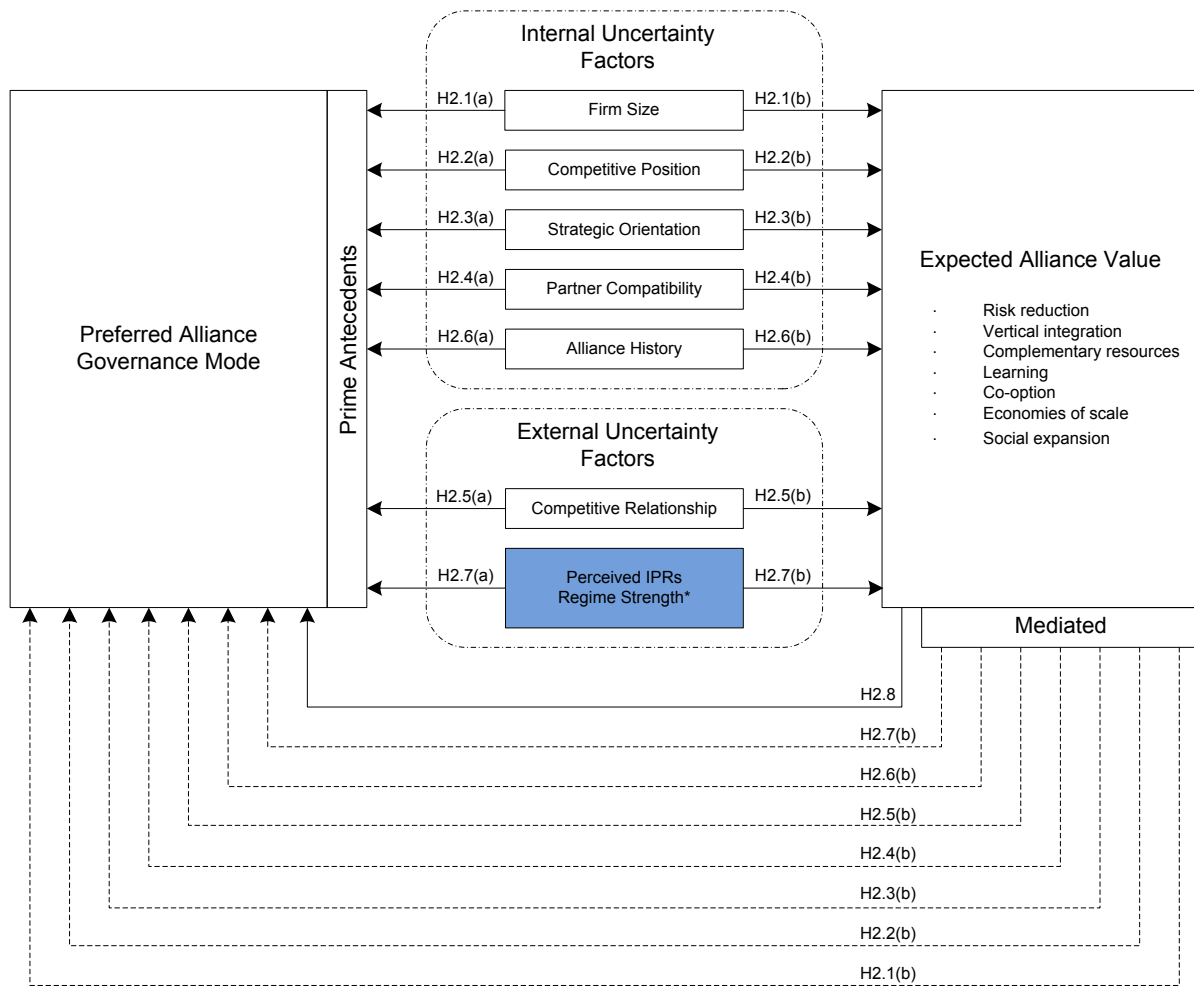 Internal Uncertainty
Factors
H2.1(a)
Firm Size
H2.1(b)
H2.2(a)
Competitive Position
H2.2(b)
H2.3(a)
Strategic Orientation
H2.3(b)
H2.4(a)
Partner Compatibility
H2.4(b)
H2.6(a)
Alliance History
H2.6(b)
Preferred Alliance
Governance Mode
Prime Antecedents
Expected Alliance Value
· Risk reduction
· Vertical integration
· Complementary resources
· Learning
· Co-option
· Economies of scale
· Social expansion
External Uncertainty
Factors
H2.5(a)
Competitive Relationship
H2.5(b)
H2.7(a)
Perceived IPRs
Regime Strength*
H2.7(b)
Mediated
H2.8
H2.7(b)
H2.6(b)
H2.5(b)
H2.4(b)
H2.3(b)
H2.2(b)
H2.1(b)